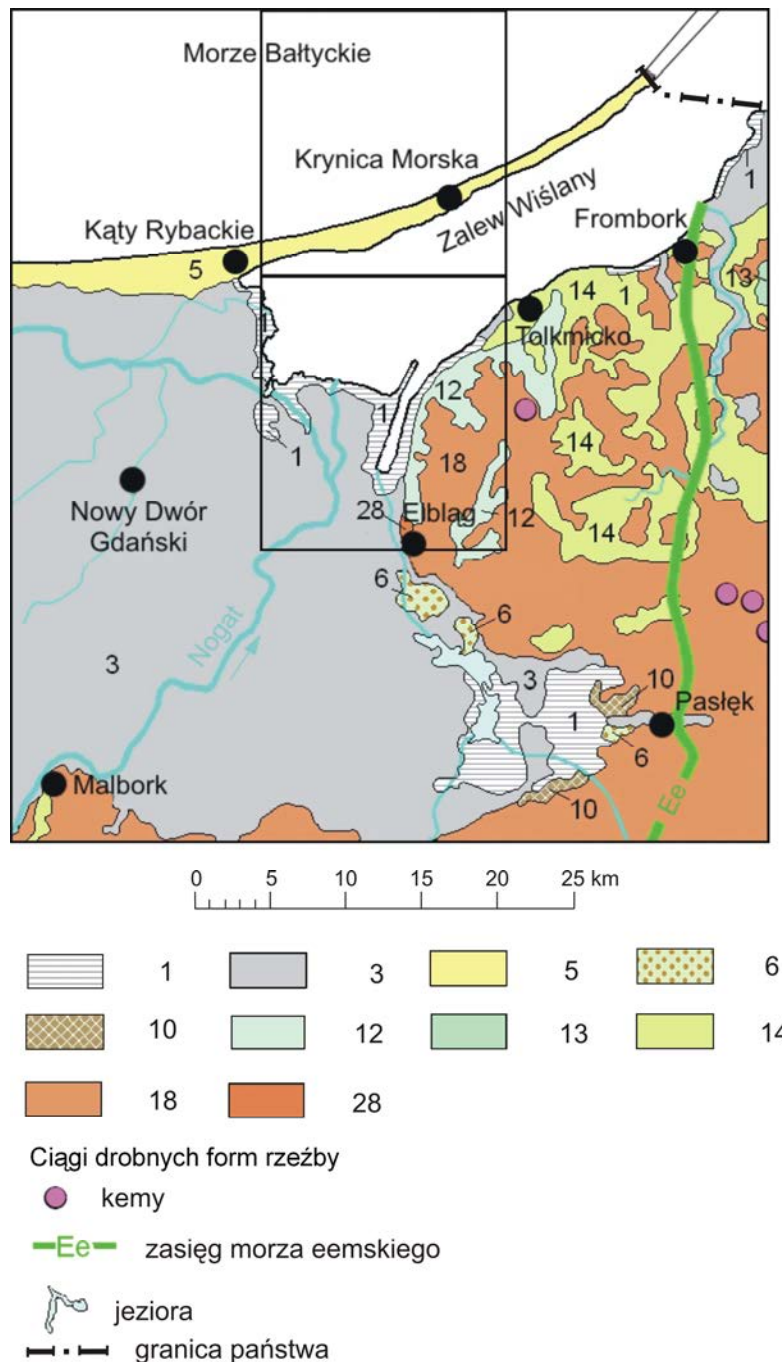 Morze Bałtyckie
Krynica Morska
Zalew Wiślany
Kąty Rybackie
5
1
Frombork
14
1
13
Tolkmicko
1
12
1
1
18
14
Nowy Dwór
Gdański
28
Elbląg
12
14
6
6
Nogat
3
3
10
Pasłęk
1
6
Malbork
10
Ee
0 5 10 15 20 25 km
1 3 5 6
10 12 13 14
18 28
Ciągi drobnych form rzeźby
kemy
Ee zasięg morza eemskiego
jeziora
granica państwa